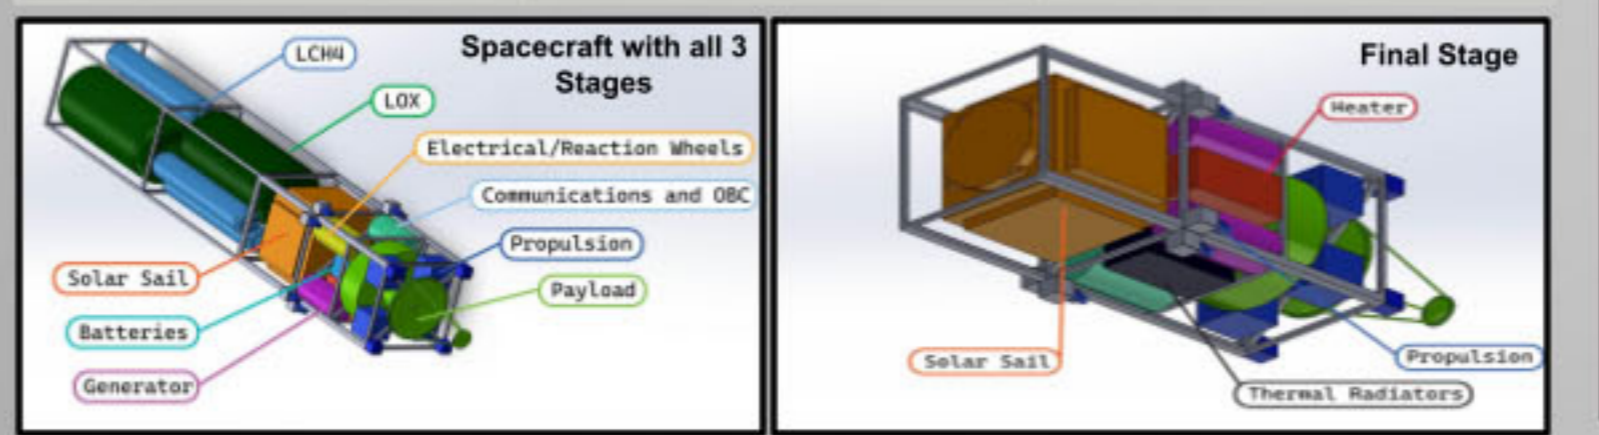 Spacecraft with all 3
Stages
LCH4
LOX
Electrical/Reaction Wheels
Communications and OBC
Propulsion
Payload
Solar Sail
Batteries
Generator
Final Stage
Heater
Solar Sail
Propulsion
Thermal Radiators